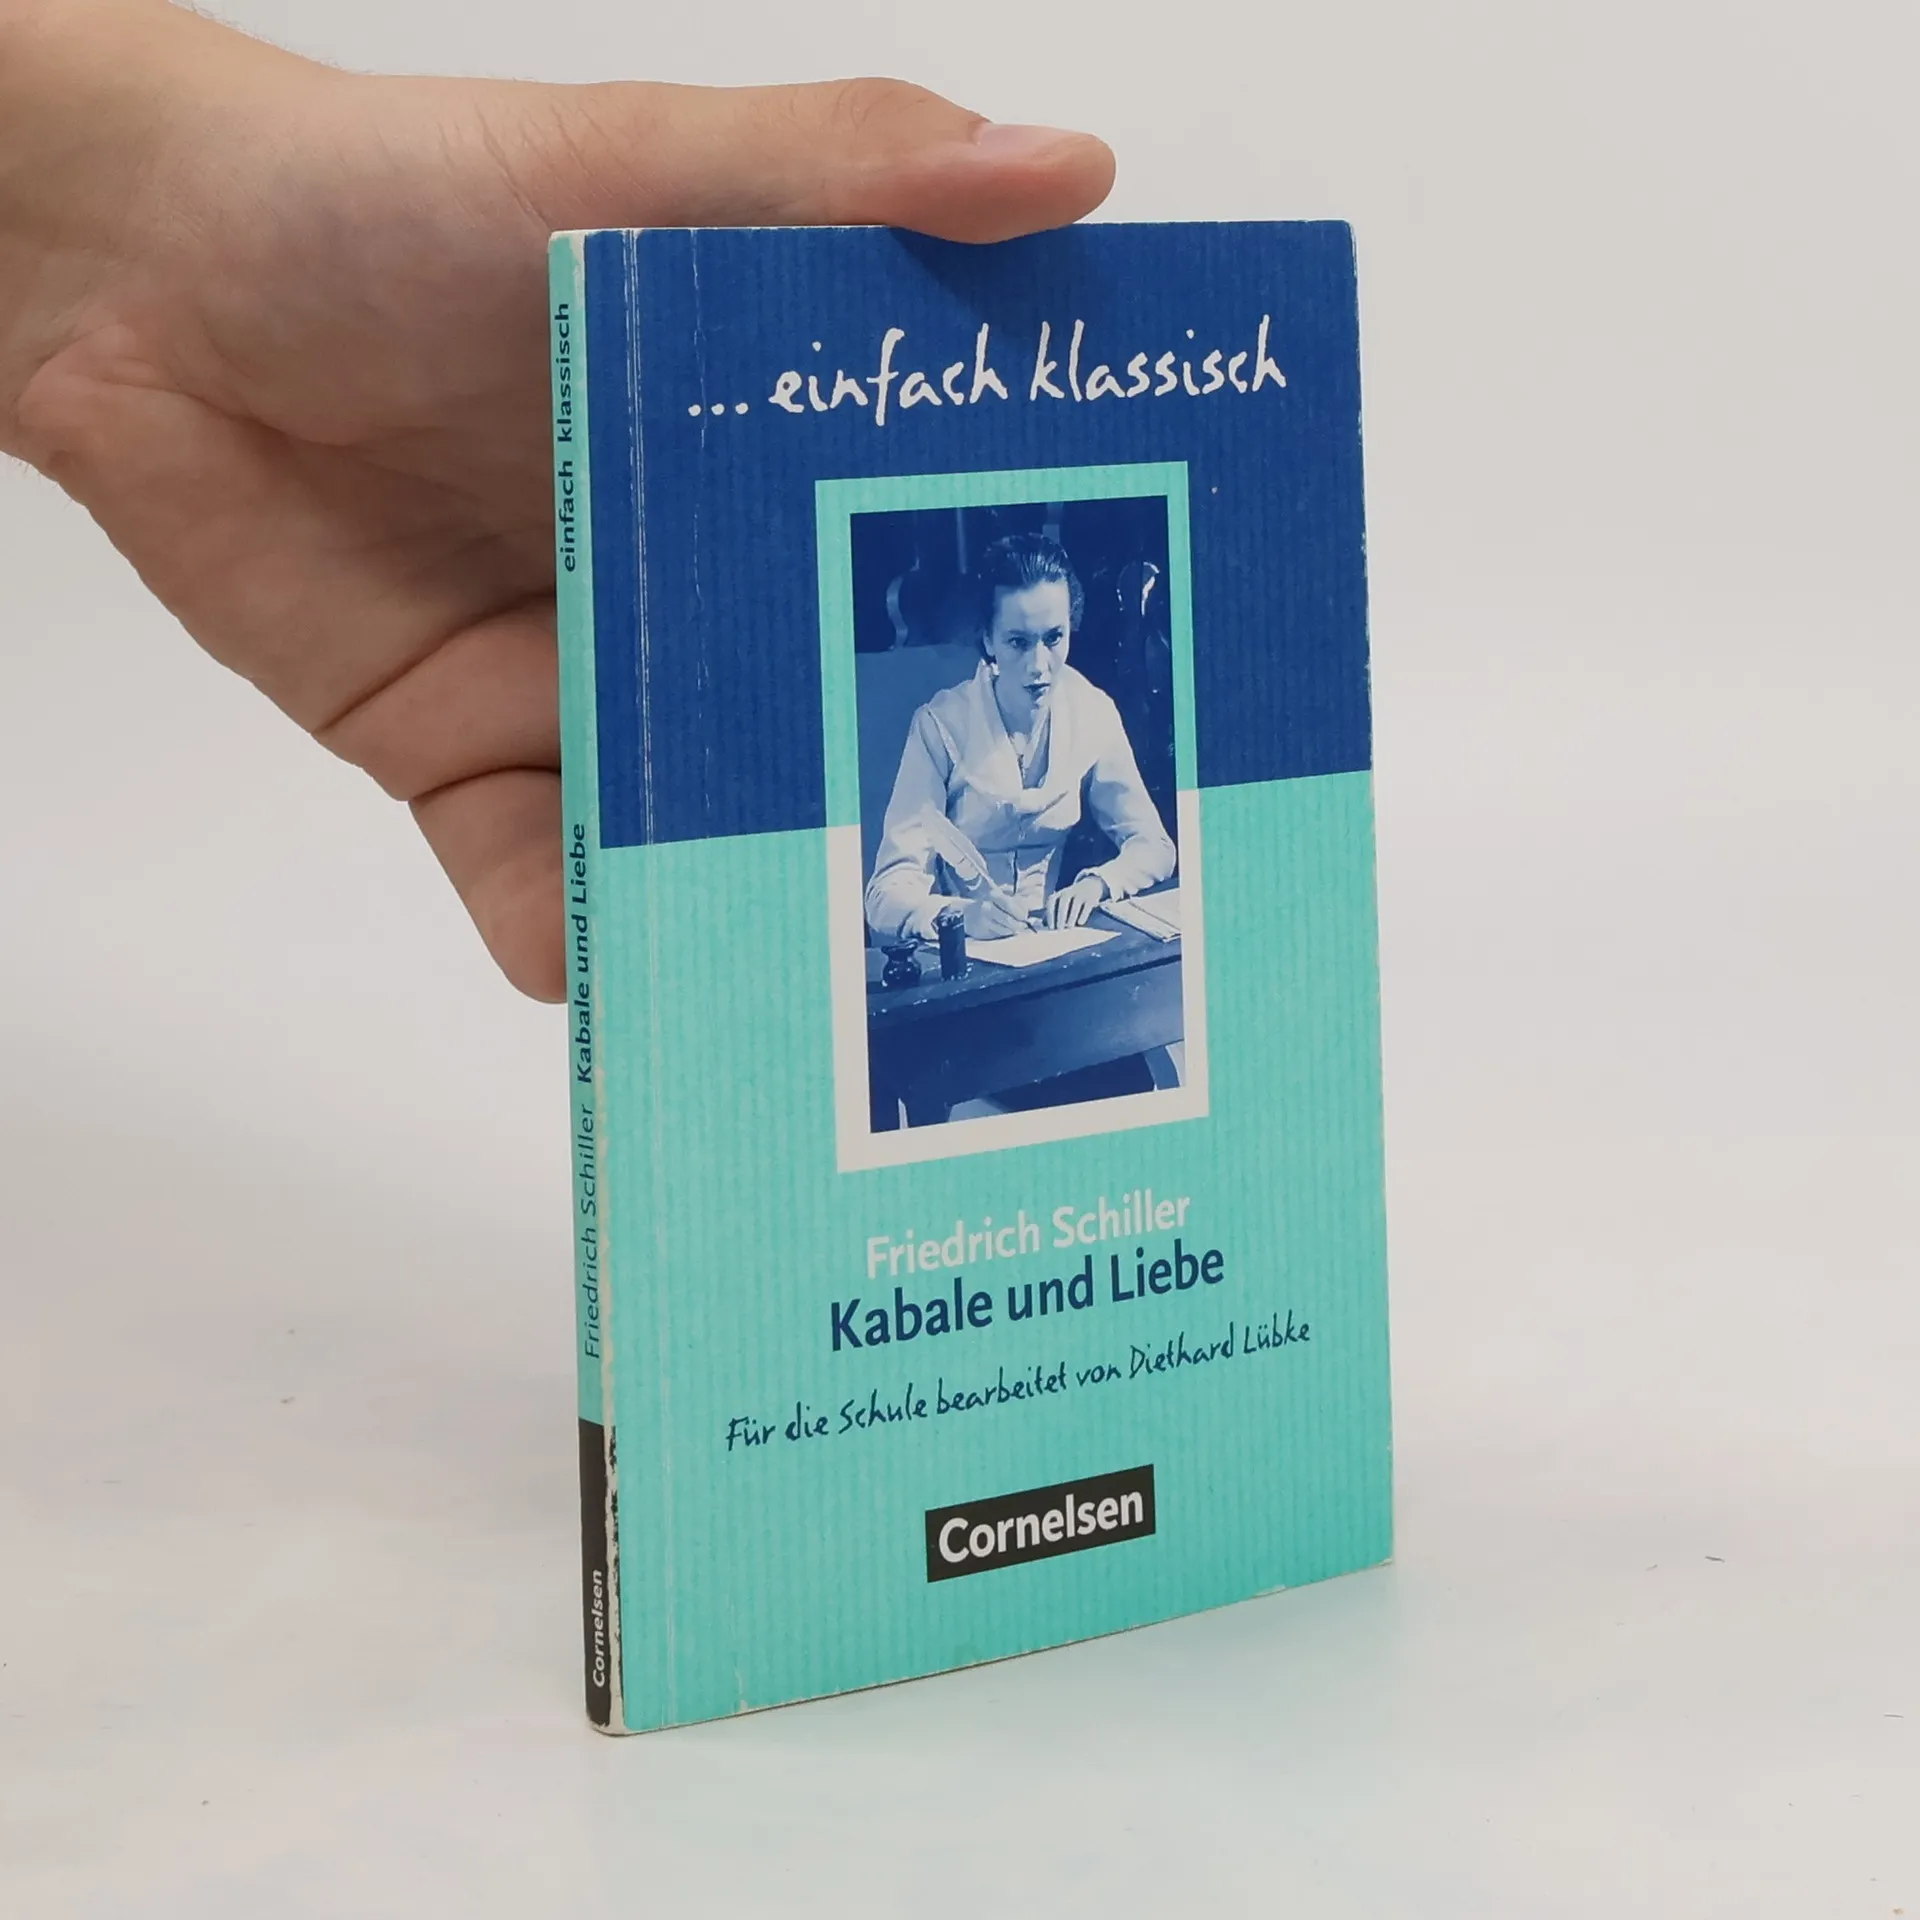 ... einfach klassisch
Friedrich Schiller
Kabale und Liebe
Für die Schule bearbeitet von Diethard Lübke
Cornelsen
Cornelsen Friedrich Schiller Kabale und Liebe einfach klassisch